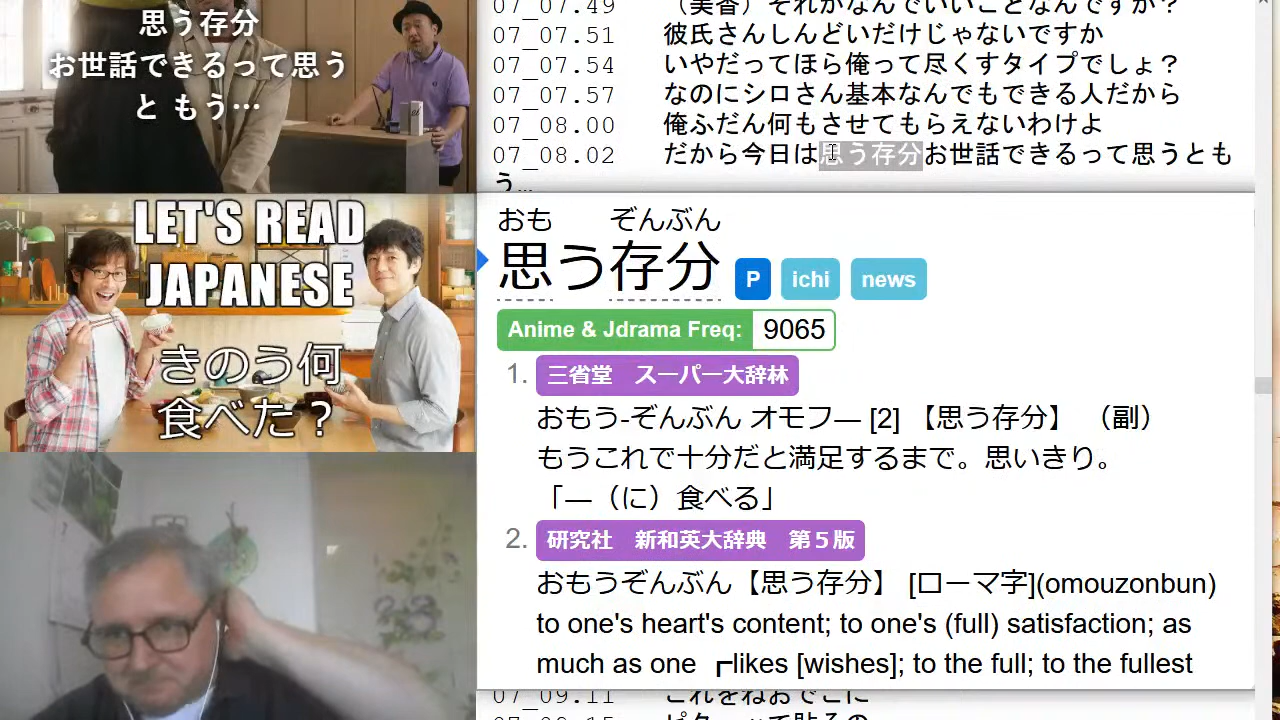 思う存分
お世話できるって思う
と もう…
LET'S READ
JAPANESE
きのう何
食べた？
07_07.49 （美香）それがなんでいいことなんですか？
07_07.51 彼氏さんしんどいだけじゃないですか
07_07.54 いやだってほら俺って尽くすタイプでしょ？
07_07.57 なのにシロさん基本なんでもできる人だから
07_08.00 俺ふだん何もさせてもらえないわけよ
07_08.02 だから今日は思う存分お世話できるって思うとも
う…
おも ぞんぶん
思う存分 P ichi news
Anime & Jdrama Freq: 9065
1. 三省堂 スーパー大辞林
おもう-ぞんぶん オモフ― [2] 【思う存分】 （副）
もうこれで十分だと満足するまで。思いきり。
「―（に）食べる」
2. 研究社 新和英大辞典 第５版
おもうぞんぶん【思う存分】 [ローマ字](omouzonbun)
to one's heart's content; to one's (full) satisfaction; as
much as one ┏likes [wishes]; to the full; to the fullest
07_09.11 これをねおでこに